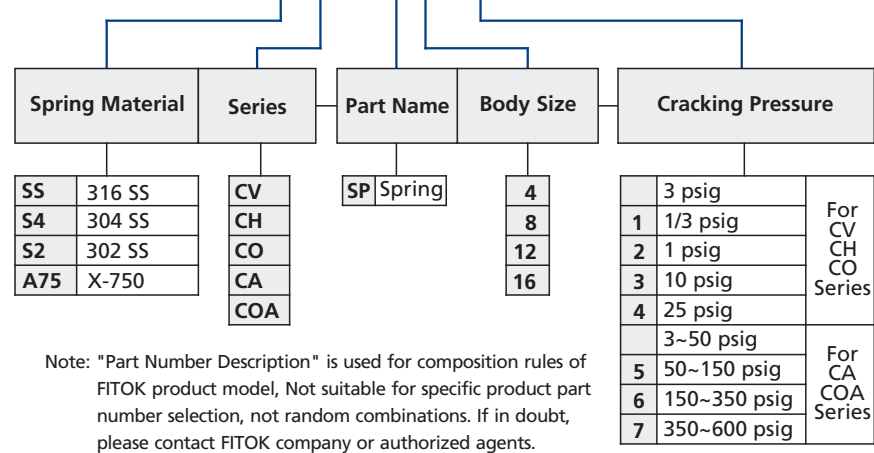 Spring Material Series Part Name Body Size Cracking Pressure
SS 316 SS
S4 304 SS
S2 302 SS
A75 X-750
CV
CH
CO
CA
COA
SP Spring
4
8
12
16
3 psig
1 1/3 psig
2 1 psig
3 10 psig
4 25 psig
For
CV
CH
CO
Series
3~50 psig
5 50~150 psig
6 150~350 psig
7 350~600 psig
For
CA
COA
Series
Note: "Part Number Description" is used for composition rules of
FITOK product model, Not suitable for specific product part
number selection, not random combinations. If in doubt,
please contact FITOK company or authorized agents.